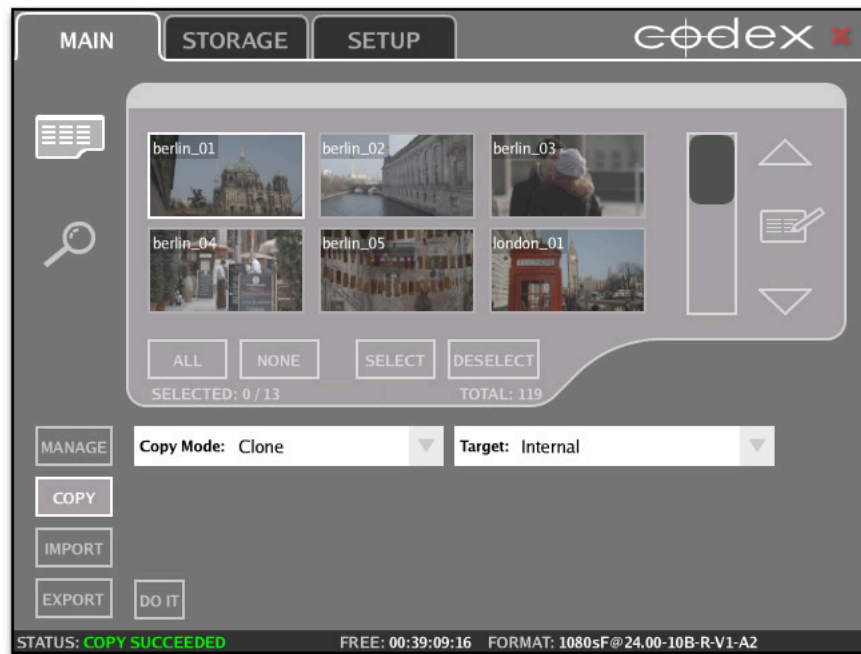 MAIN STORAGE SETUP codex
berlin_01 berlin_02 berlin_03
berlin_04 berlin_05 london_01
TELEPHONE
ALL NONE SELECT DESELECT
SELECTED: 0 / 13 TOTAL: 119
MANAGE Copy Mode: Clone Target: Internal
COPY
IMPORT
EXPORT DO IT
STATUS: COPY SUCCEEDED FREE: 00:39:09:16 FORMAT: 1080sF@24.00-10B-R-V1-A2